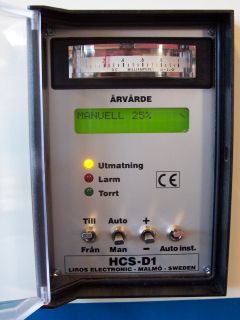 MILLIAMPERES
ÄRVÄRDE
MANUELL 25%
Utmatning
Larm
Torrt
CE
Till Auto + 
Från Man − Auto inst.
HCS-D1
LIROS ELECTRONIC - MALMÖ - SWEDEN